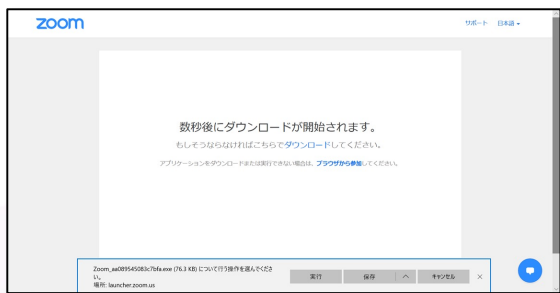 zoom
サポート 日本語
数秒後にダウンロードが開始されます。
もしそうならなければこちらでダウンロードしてください。
アプリケーションをダウンロードまたは実行できない場合は、ブラウザから参加してください。
Zoom_aa089545083c7bfa.exe (76.3 KB) について行う操作を選んでくださ
い。
場所: launcher.zoom.us
実行 保存 キャンセル